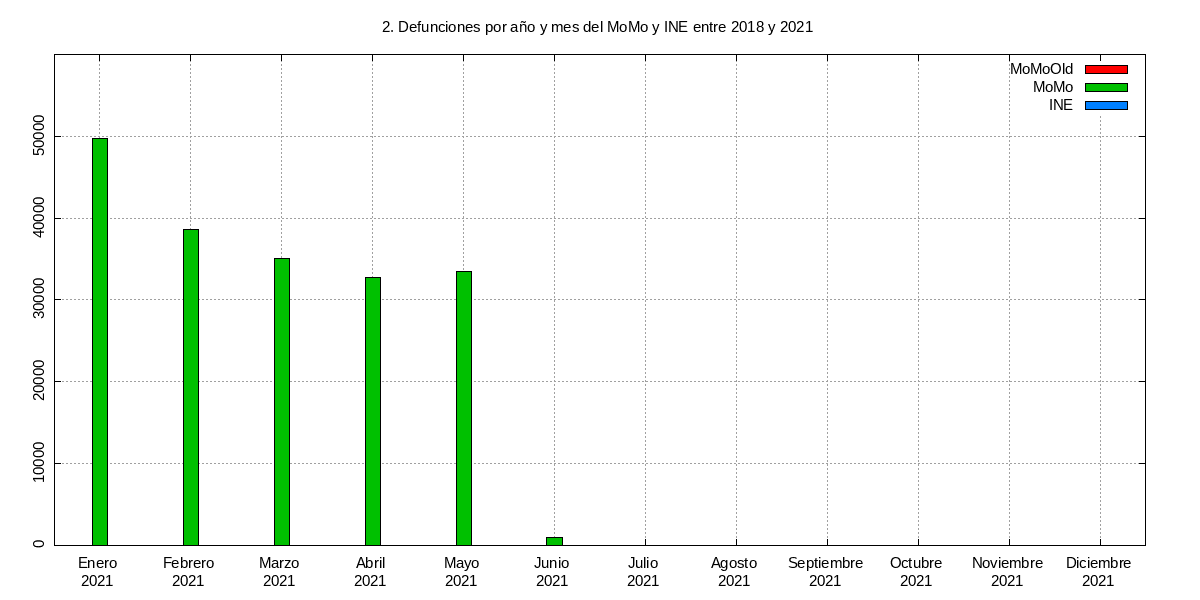 2. Defunciones por año y mes del MoMo y INE entre 2018 y 2021
MoMoOld
MoMo
INE
50000
40000
30000
20000
10000
0
Enero Febrero Marzo Abril Mayo Junio Julio Agosto Septiembre Octubre Noviembre Diciembre
2021 2021 2021 2021 2021 2021 2021 2021 2021 2021 2021 2021